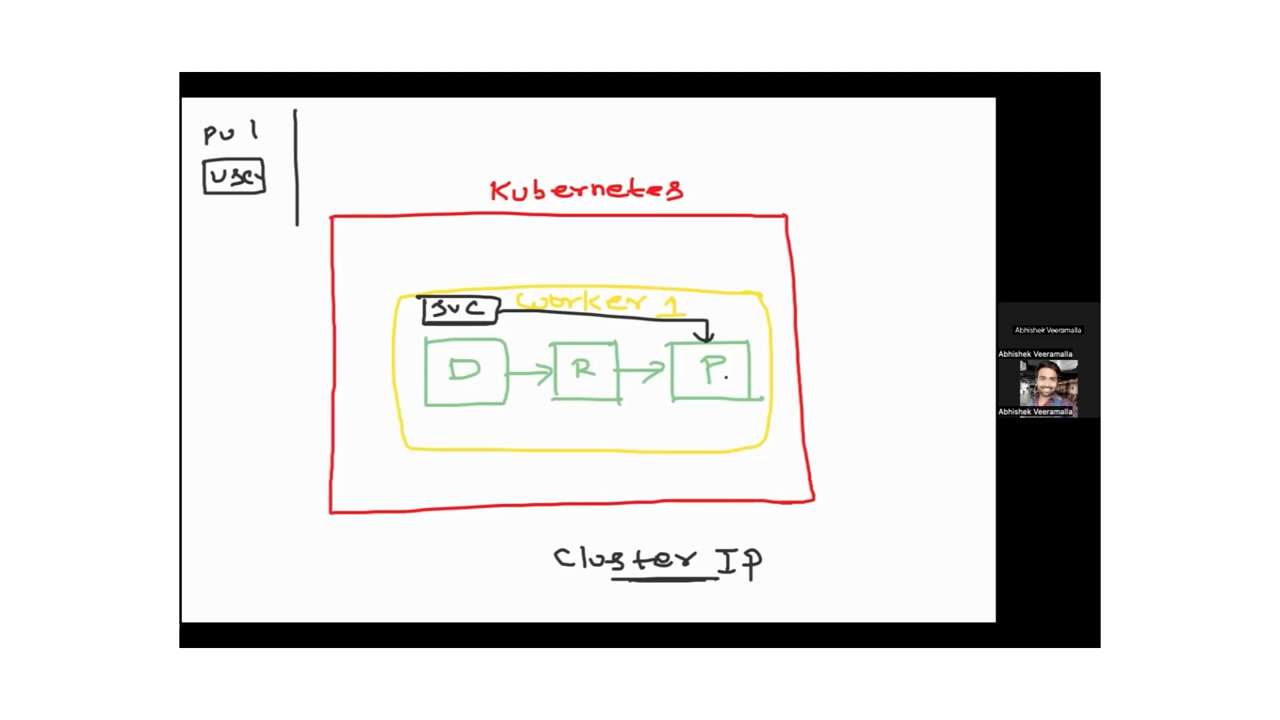 pu 1
user
Kubernetes
svc
Worker 1
D
R
P
Cluster IP
Abhishek Veeramalla
Abhishek Veeramalla
Abhishek Veeramalla